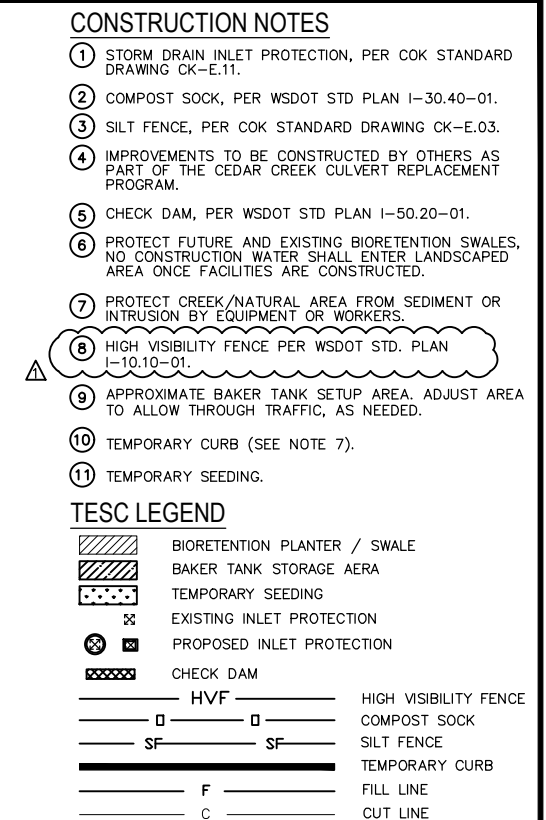 CONSTRUCTION NOTES
1 STORM DRAIN INLET PROTECTION, PER COK STANDARD
DRAWING CK-E.11.
2 COMPOST SOCK, PER WSDOT STD PLAN I-30.40-01.
3 SILT FENCE, PER COK STANDARD DRAWING CK-E.03.
4 IMPROVEMENTS TO BE CONSTRUCTED BY OTHERS AS
PART OF THE CEDAR CREEK CULVERT REPLACEMENT
PROGRAM.
5 CHECK DAM, PER WSDOT STD PLAN I-50.20-01.
6 PROTECT FUTURE AND EXISTING BIORETENTION SWALES,
NO CONSTRUCTION WATER SHALL ENTER LANDSCAPED
AREA ONCE FACILITIES ARE CONSTRUCTED.
7 PROTECT CREEK/NATURAL AREA FROM SEDIMENT OR
INTRUSION BY EQUIPMENT OR WORKERS.
8 HIGH VISIBILITY FENCE PER WSDOT STD. PLAN
1 I-10.10-01.
9 APPROXIMATE BAKER TANK SETUP AREA. ADJUST AREA
TO ALLOW THROUGH TRAFFIC, AS NEEDED.
10 TEMPORARY CURB (SEE NOTE 7).
11 TEMPORARY SEEDING.
TESC LEGEND
BIORETENTION PLANTER / SWALE
BAKER TANK STORAGE AERA
TEMPORARY SEEDING
EXISTING INLET PROTECTION
PROPOSED INLET PROTECTION
CHECK DAM
HVF HIGH VISIBILITY FENCE
COMPOST SOCK
SF SF SILT FENCE
TEMPORARY CURB
F FILL LINE
C CUT LINE